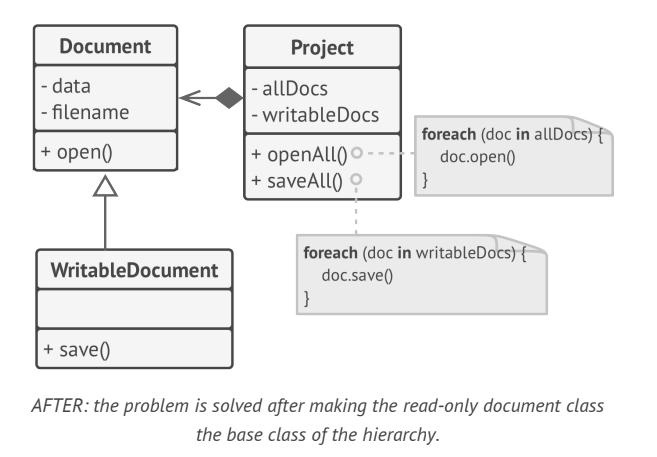 Document
- data
- filename
+ open()
Project
- allDocs
- writableDocs
+ openAll()
+ saveAll()
foreach (doc in allDocs) {
doc.open()
}
foreach (doc in writableDocs) {
doc.save()
}
WritableDocument
+ save()
AFTER: the problem is solved after making the read-only document class
the base class of the hierarchy.